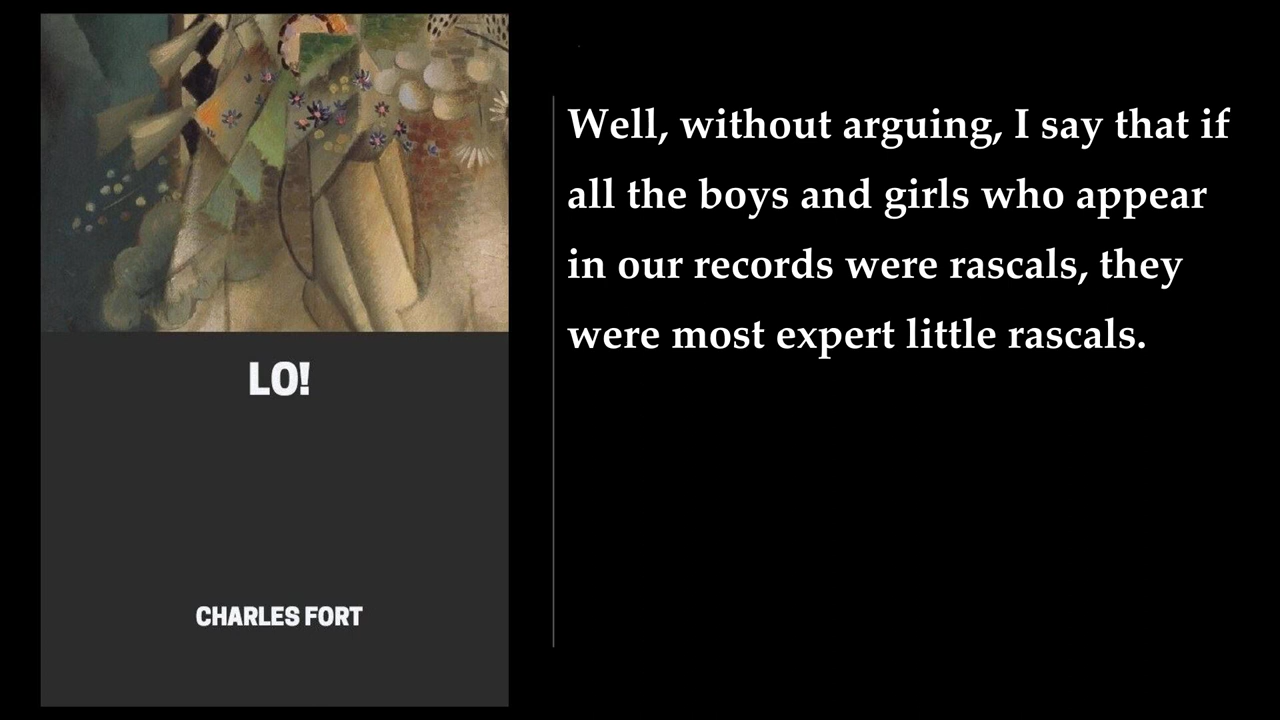 LO!
CHARLES FORT
Well, without arguing, I say that if
all the boys and girls who appear
in our records were rascals, they
were most expert little rascals.